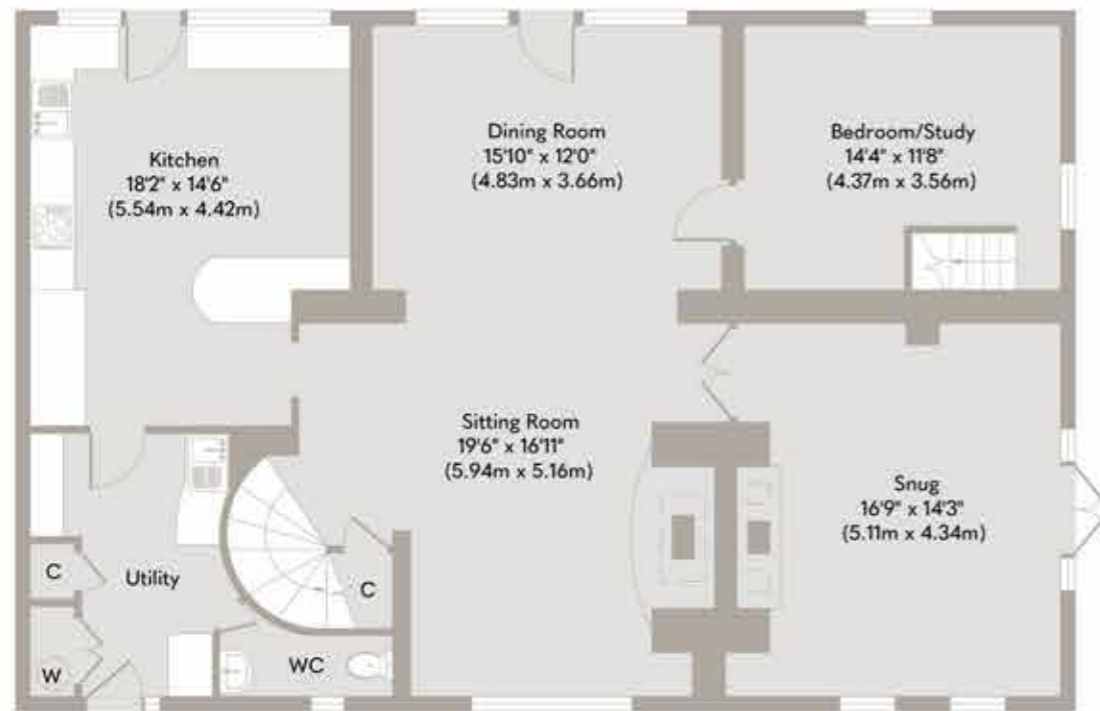 Kitchen
18'2" x 14'6"
(5.54m x 4.42m)
Dining Room
15'10" x 12'0"
(4.83m x 3.66m)
Bedroom/Study
14'4" x 11'8"
(4.37m x 3.56m)
Sitting Room
19'6" x 16'11"
(5.94m x 5.16m)
Snug
16'9" x 14'3"
(5.11m x 4.34m)
C
Utility
C
W
WC